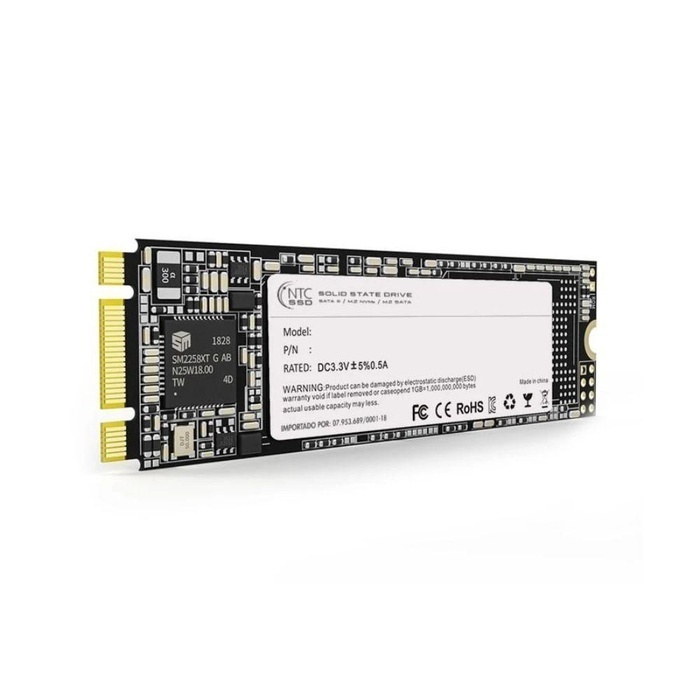 α
300
SM 1828
SM2258XT G AB
N25W18.00
TW 4D
NTC
SSD
SOLID STATE DRIVE
SATA II / M.2 NVMe / M.2 SATA
Model:
P/N :
RATED: DC3.3V±5%0.5A
WARNING:Product can be damaged by electrostatic discharge(ESD)
warranty void if label removed or caseopend 1GB=1,000,000,000 bytes
actual usable capacity may less.
Made in china
FC CE RoHS
IMPORTADO POR: 07.953.689/0001-18